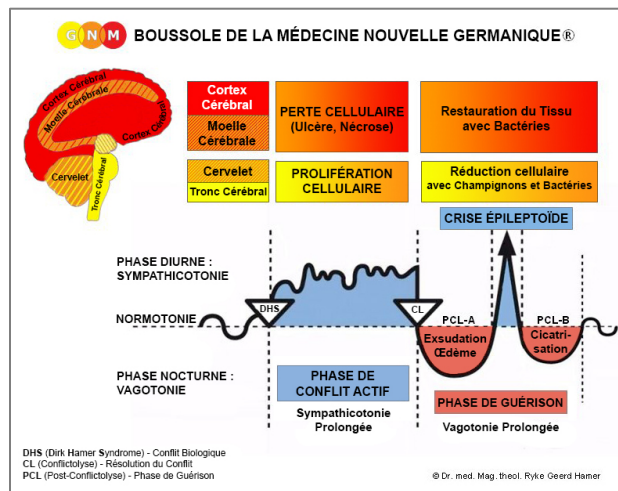 G N M BOUSSOLE DE LA MÉDECINE NOUVELLE GERMANIQUE®
Cortex Cérébral
Moelle Cérébrale
Cortex Cérébral
Cervelet
Tronc Cérébral
Cortex
Cérébral
Moelle
Cérébrale
Cervelet
Tronc Cérébral
PERTE CELLULAIRE
(Ulcère, Nécrose)
PROLIFÉRATION
CELLULAIRE
Restauration du Tissu
avec Bactéries
Réduction cellulaire
avec Champignons et Bactéries
CRISE ÉPILEPTOÏDE
PHASE DIURNE :
SYMPATHICOTONIE
NORMOTONIE
PHASE NOCTURNE :
VAGOTONIE
DHS
CL
PCL-A
Exsudation
Œdème
PCL-B
Cicatri-
sation
PHASE DE
CONFLIT ACTIF
Sympathicotonie
Prolongée
PHASE DE GUÉRISON
Vagotonie Prolongée
DHS (Dirk Hamer Syndrome) - Conflit Biologique
CL (Conflictolyse) - Résolution du Conflit
PCL (Post-Conflictolyse) - Phase de Guérison
© Dr. med. Mag. theol. Ryke Geerd Hamer